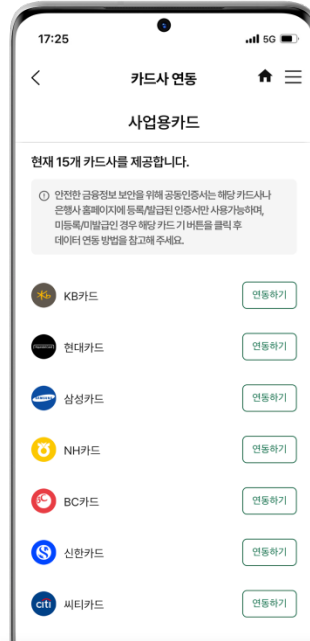 17:25
5G
카드사 연동
사업용카드
현재 15개 카드사를 제공합니다.
안전한 금융정보 보안을 위해 공동인증서는 해당 카드사나
은행사 홈페이지에 등록/발급된 인증서만 사용가능하며,
미등록/미발급인 경우 해당 카드 기 버튼을 클릭 후
데이터 연동 방법을 참고해 주세요.
KB카드 연동하기
현대카드 연동하기
삼성카드 연동하기
NH카드 연동하기
BC카드 연동하기
신한카드 연동하기
citi 씨티카드 연동하기